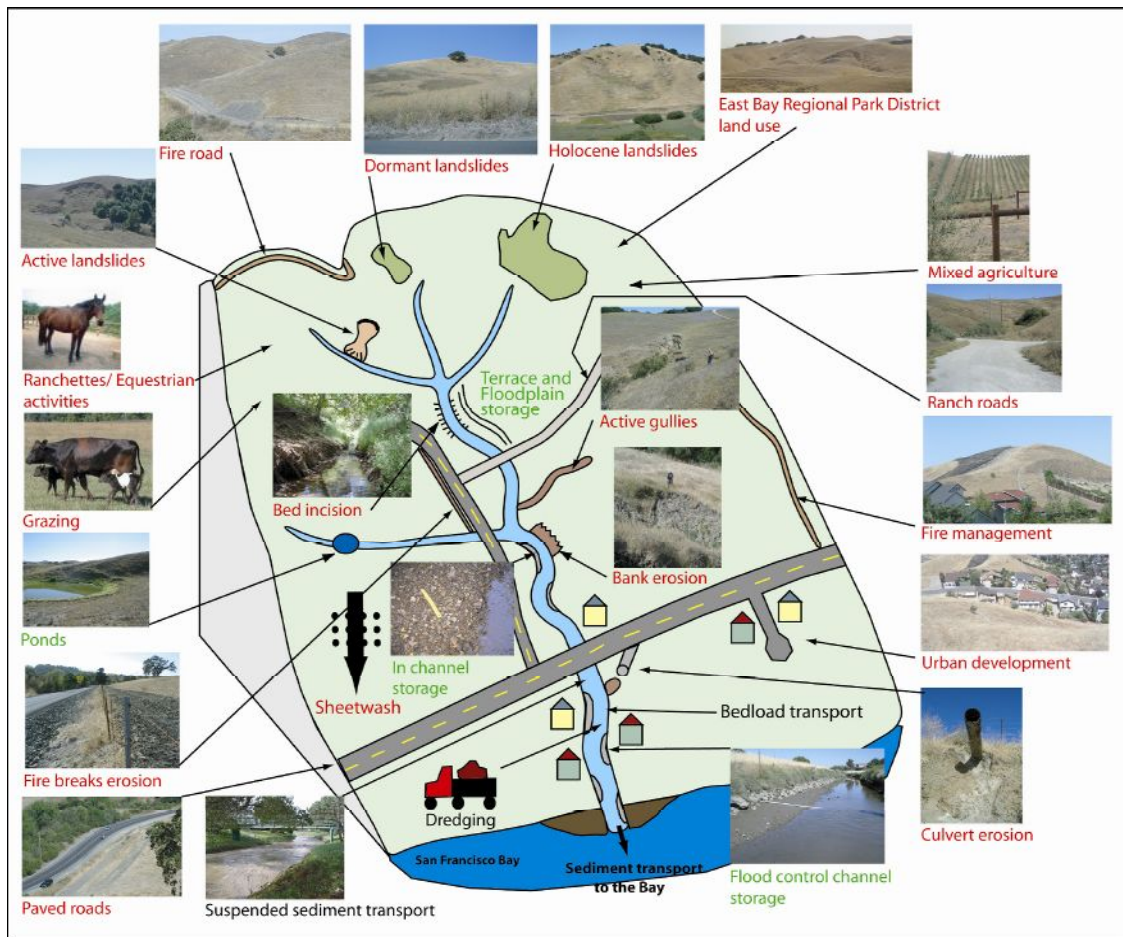 Fire road
Dormant landslides
Holocene landslides
East Bay Regional Park District
land use
Active landslides
Mixed agriculture
Ranchettes/ Equestrian
activities
Terrace and
Floodplain
storage
Active gullies
Ranch roads
Grazing
Bed incision
Fire management
Bank erosion
Ponds
In channel
storage
Urban development
Sheetwash
Bedload transport
Fire breaks erosion
Dredging
Culvert erosion
San Francisco Bay
Sediment transport
to the Bay
Flood control channel
storage
Paved roads
Suspended sediment transport